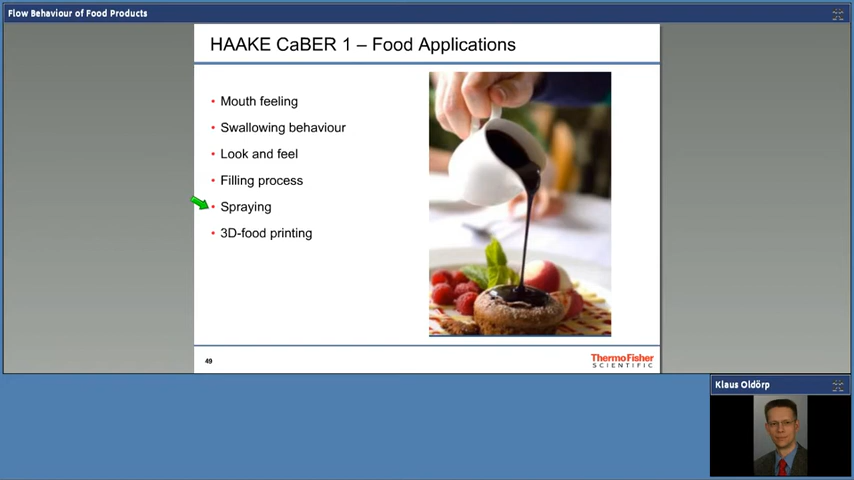 Flow Behaviour of Food Products
HAAKE CaBER 1 – Food Applications
• Mouth feeling
• Swallowing behaviour
• Look and feel
• Filling process
• Spraying
• 3D-food printing
49
ThermoFisher
SCIENTIFIC
Klaus Oldörp